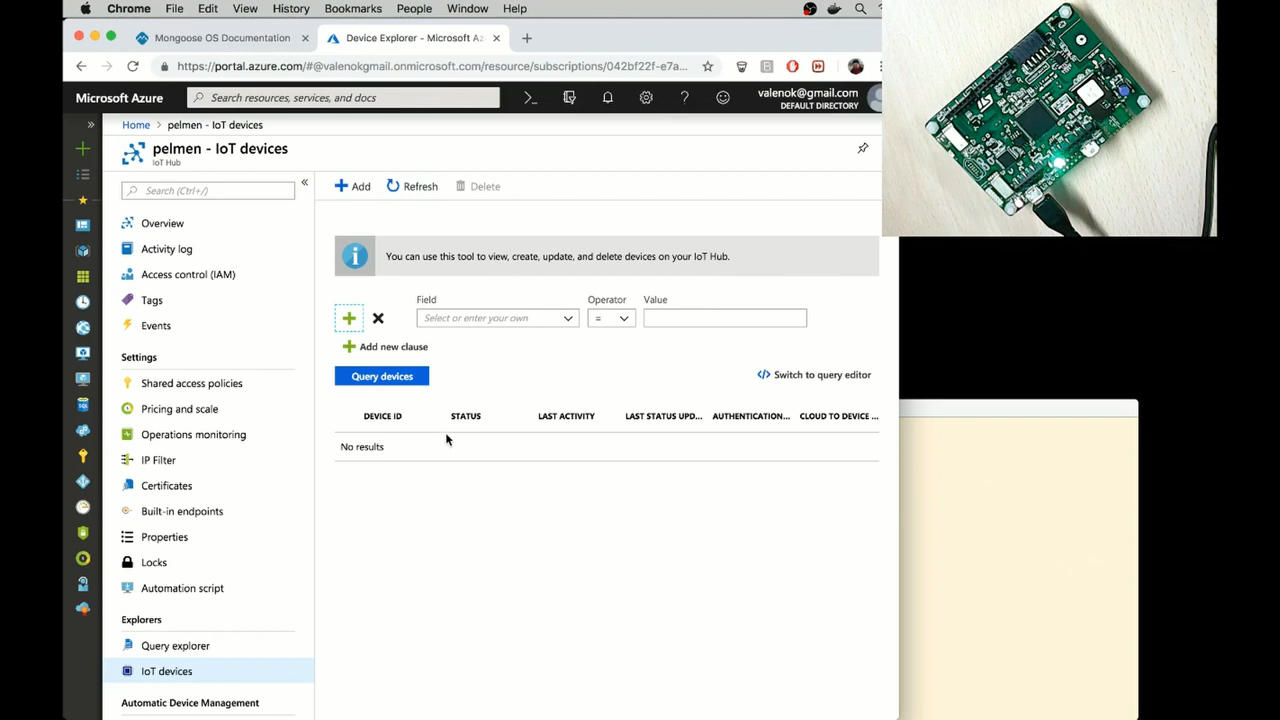 Chrome File Edit View History Bookmarks People Window Help
Mongoose OS Documentation
Device Explorer - Microsoft Az
https://portal.azure.com/#@valenokgmail.onmicrosoft.com/resource/subscriptions/042bf22f-e7a...
Microsoft Azure
Search resources, services, and docs
valenok@gmail.com
DEFAULT DIRECTORY
Home > pelmen - IoT devices
pelmen - IoT devices
IoT Hub
Search (Ctrl+/)
Overview
Activity log
Access control (IAM)
Tags
Events
Settings
Shared access policies
Pricing and scale
Operations monitoring
IP Filter
Certificates
Built-in endpoints
Properties
Locks
Automation script
Explorers
Query explorer
IoT devices
Automatic Device Management
Add Refresh Delete
You can use this tool to view, create, update, and delete devices on your IoT Hub.
Field Operator Value
Select or enter your own =
Add new clause
Query devices
Switch to query editor
DEVICE ID STATUS LAST ACTIVITY LAST STATUS UPD... AUTHENTICATION... CLOUD TO DEVICE ...
No results